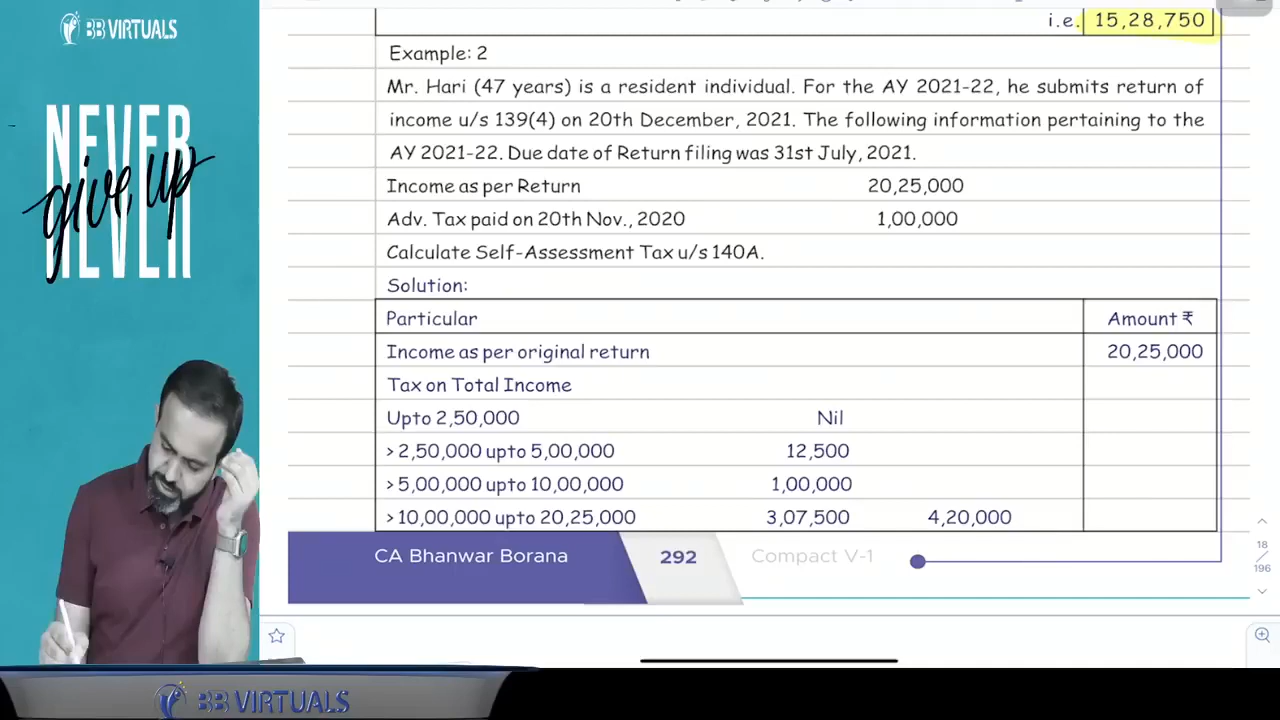 BB VIRTUALS
NEVER
give up
NEVER
i.e. 15,28,750
Example: 2
Mr. Hari (47 years) is a resident individual. For the AY 2021-22, he submits return of
income u/s 139(4) on 20th December, 2021. The following information pertaining to the
AY 2021-22. Due date of Return filing was 31st July, 2021.
Income as per Return 20,25,000
Adv. Tax paid on 20th Nov., 2020 1,00,000
Calculate Self-Assessment Tax u/s 140A.
Solution:
Particular Amount ₹
Income as per original return 20,25,000
Tax on Total Income
Upto 2,50,000 Nil
> 2,50,000 upto 5,00,000 12,500
> 5,00,000 upto 10,00,000 1,00,000
> 10,00,000 upto 20,25,000 3,07,500 4,20,000
CA Bhanwar Borana 292 Compact V-1
18
196
BB VIRTUALS